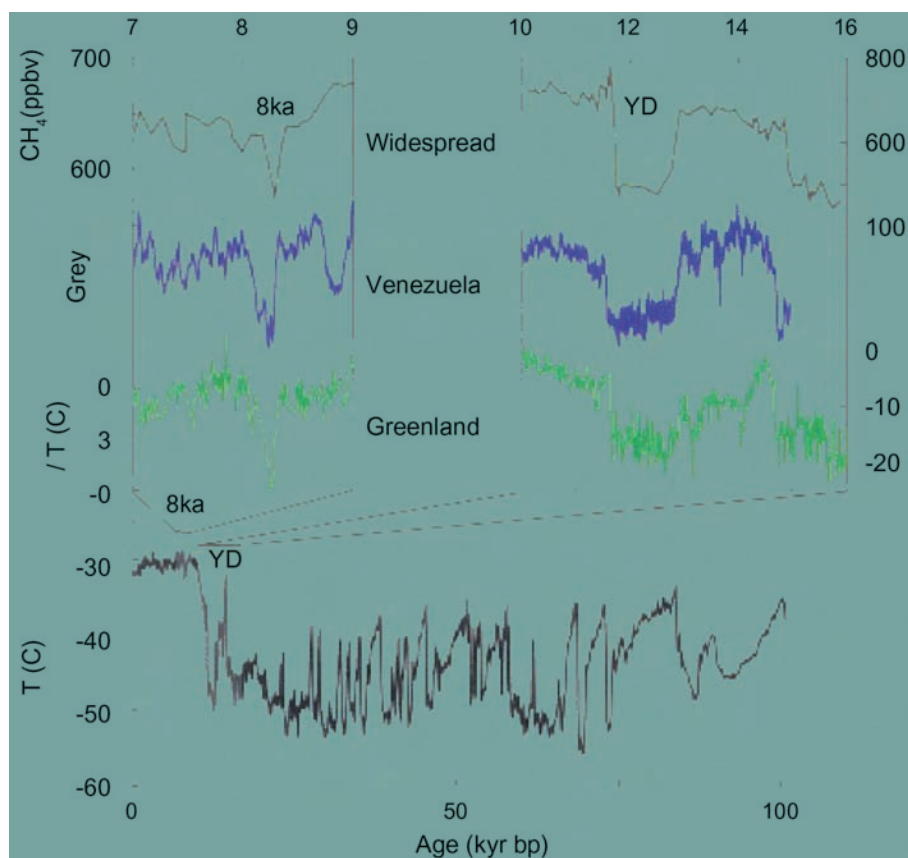 7 8 9 10 12 14 16
700 800
CH₄(ppbv)
8ka YD
Widespread 600
600
100
Grey
Venezuela
0
0
/ T (C)
Greenland -10
3
-20
-0
8ka
YD
-30
-40
T (C)
-50
-60
0 50 100
Age (kyr bp)